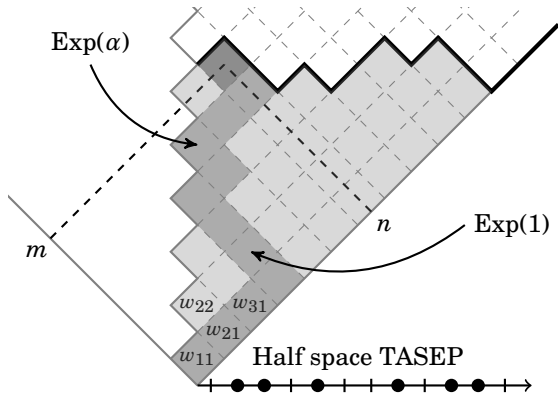 Exp(α)
m
n
Exp(1)
w₂₂ w₃₁
w₂₁
w₁₁
Half space TASEP